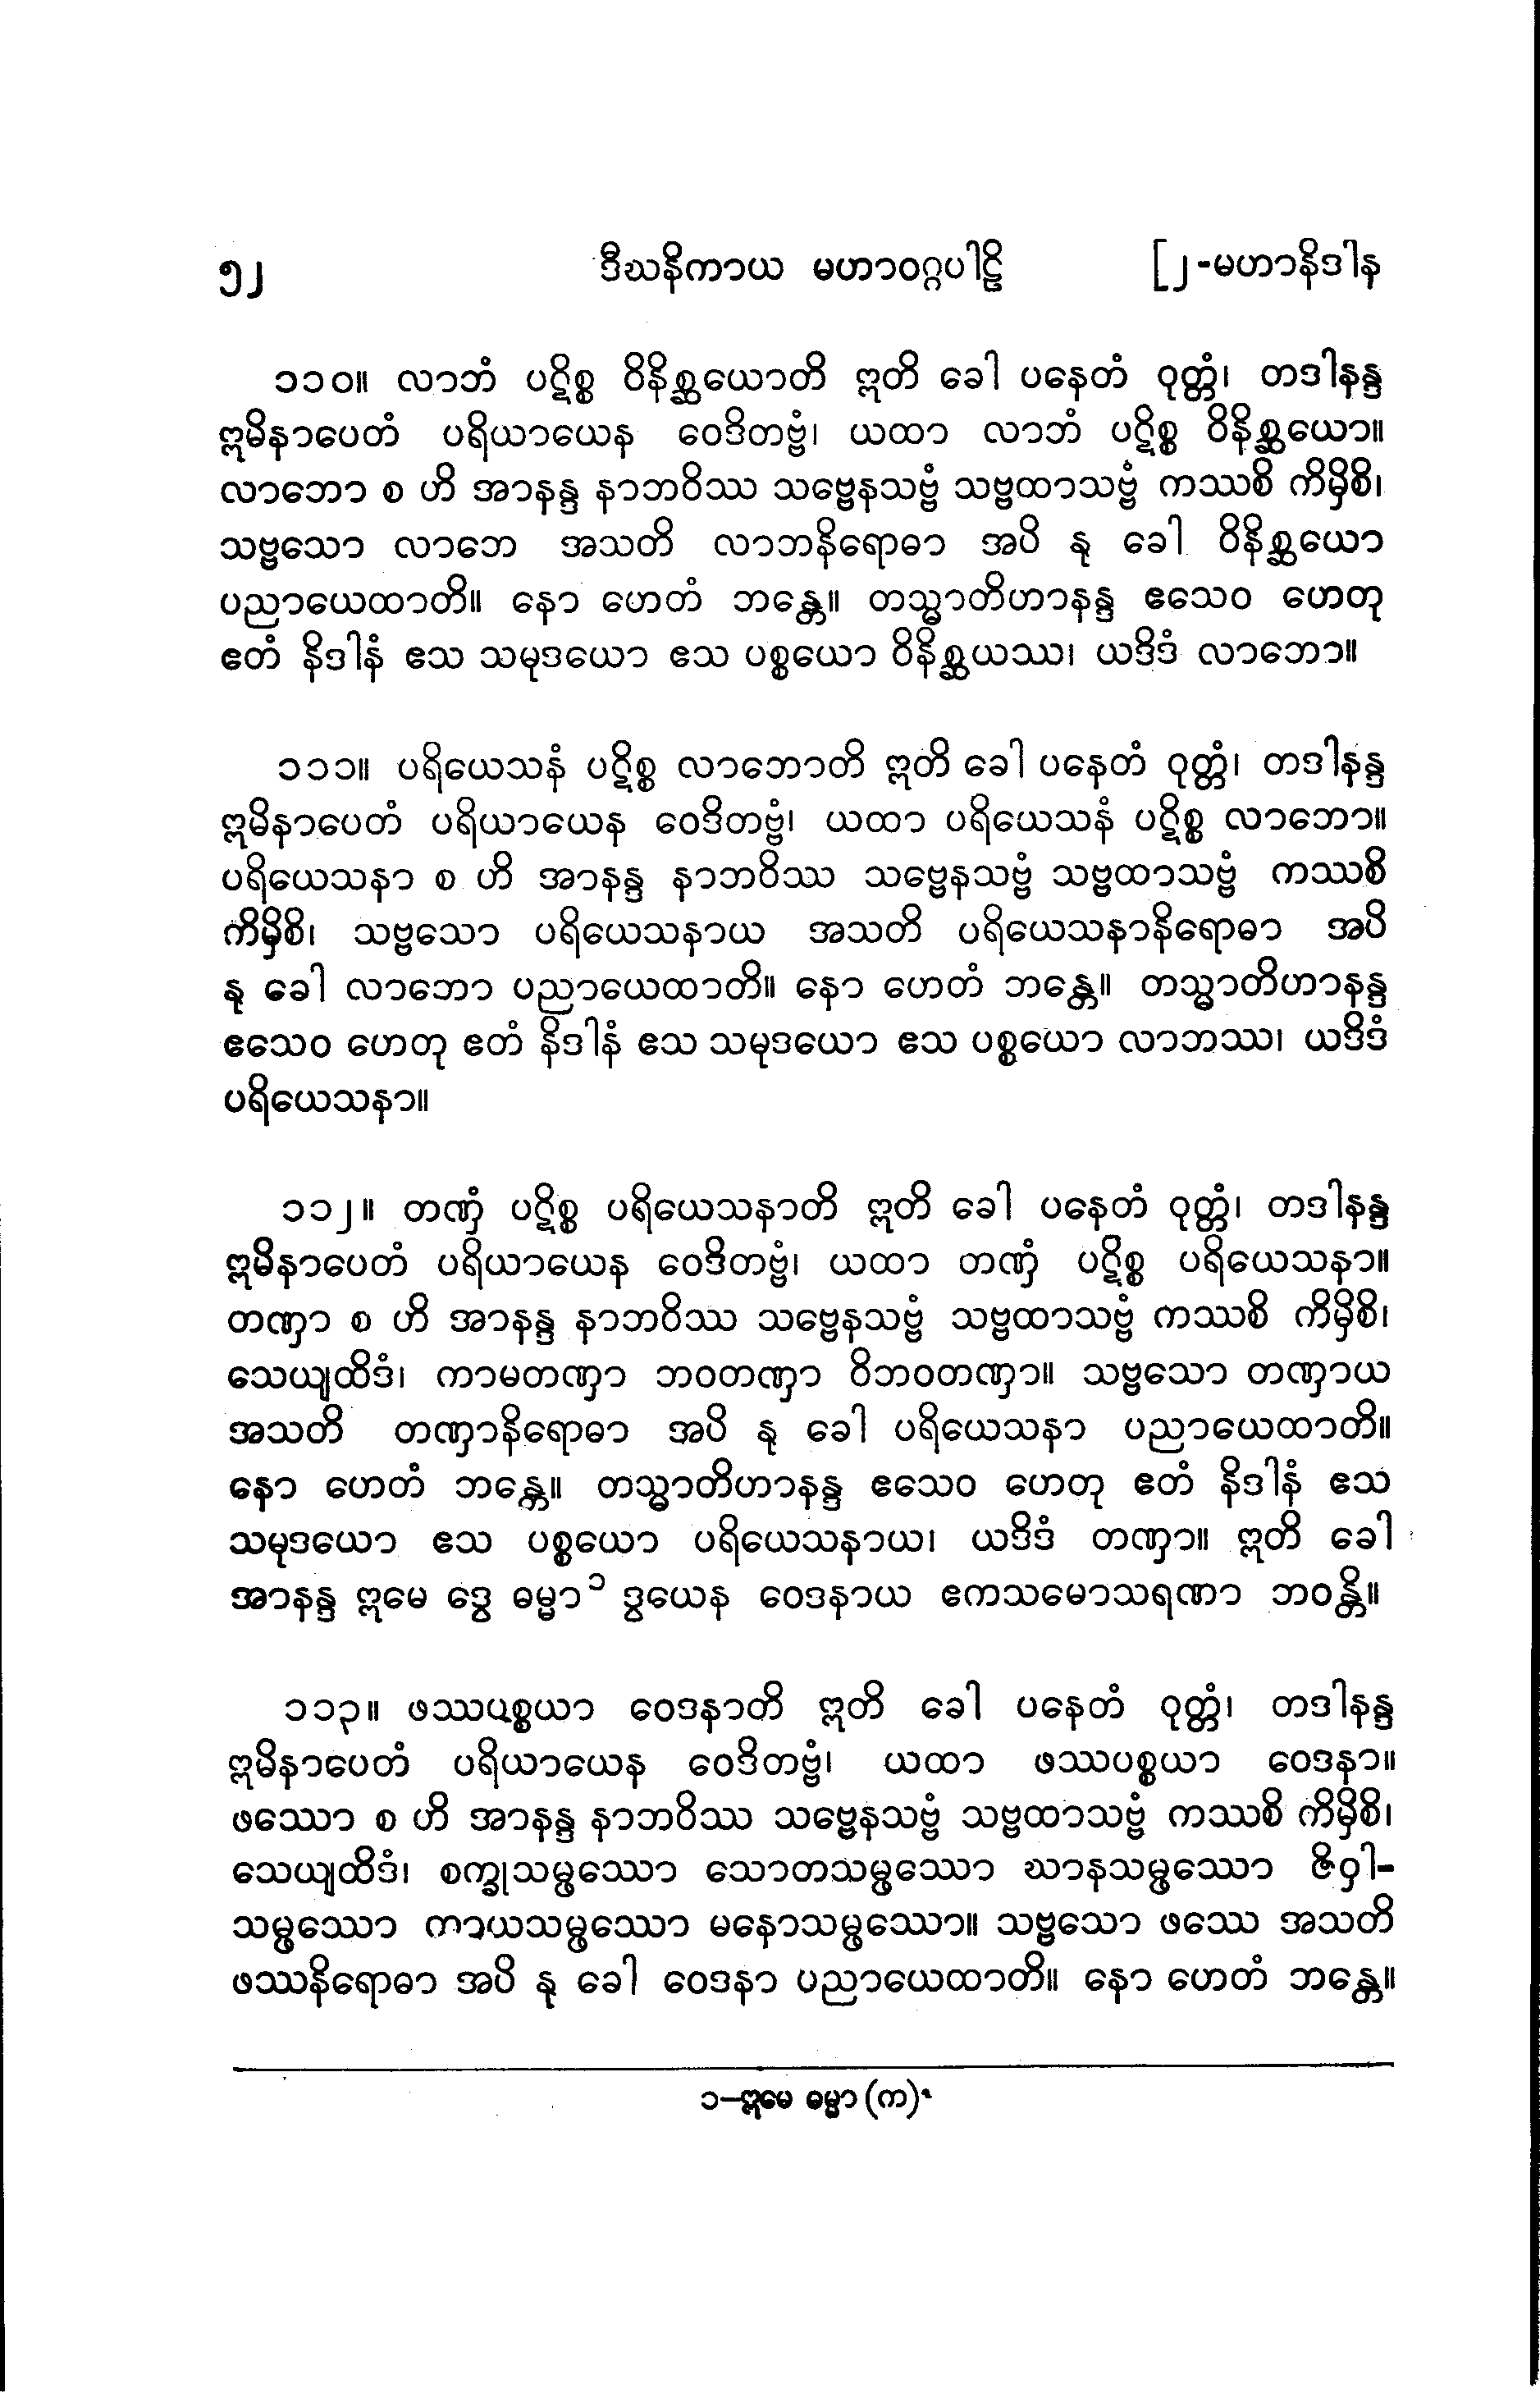 ၅၂ ဒီဃနိကာယ မဟာဝဂ္ဂပါဠိ [၂-မဟာနိဒါန
၁၁၀။ လာဘံ ပဋိစ္စ ဝိနိစ္ဆယောတိ ဣတိ ခေါ ပနေတံ ဝုတ္တံ၊ တဒါနန္ဒ
ဣမိနာပေတံ ပရိယာယေန ဝေဒိတဗ္ဗံ၊ ယထာ လာဘံ ပဋိစ္စ ဝိနိစ္ဆယော။
လာဘော စ ဟိ အာနန္ဒ နာဘဝိဿ သဗ္ဗေနသဗ္ဗံ သဗ္ဗထာသဗ္ဗံ ကဿစိ ကိမှိစိ၊
သဗ္ဗသော လာဘေ အသတိ လာဘနိရောဓာ အပိ နု ခေါ ဝိနိစ္ဆယော
ပညာယေထာတိ။ နော ဟေတံ ဘန္တေ။ တသ္မာတိဟာနန္ဒ ဧသေဝ ဟေတု
ဧတံ နိဒါနံ ဧသ သမုဒယော ဧသ ပစ္စယော ဝိနိစ္ဆယဿ၊ ယဒိဒံ လာဘော။
၁၁၁။ ပရိယေသနံ ပဋိစ္စ လာဘောတိ ဣတိ ခေါ ပနေတံ ဝုတ္တံ၊ တဒါနန္ဒ
ဣမိနာပေတံ ပရိယာယေန ဝေဒိတဗ္ဗံ၊ ယထာ ပရိယေသနံ ပဋိစ္စ လာဘော။
ပရိယေသနာ စ ဟိ အာနန္ဒ နာဘဝိဿ သဗ္ဗေနသဗ္ဗံ သဗ္ဗထာသဗ္ဗံ ကဿစိ
ကိမှိစိ၊ သဗ္ဗသော ပရိယေသနာယ အသတိ ပရိယေသနာနိရောဓာ အပိ
နု ခေါ လာဘော ပညာယေထာတိ။ နော ဟေတံ ဘန္တေ။ တသ္မာတိဟာနန္ဒ
ဧသေဝ ဟေတု ဧတံ နိဒါနံ ဧသ သမုဒယော ဧသ ပစ္စယော လာဘဿ၊ ယဒိဒံ
ပရိယေသနာ။
၁၁၂။ တဏှံ ပဋိစ္စ ပရိယေသနာတိ ဣတိ ခေါ ပနေတံ ဝုတ္တံ၊ တဒါနန္ဒ
ဣမိနာပေတံ ပရိယာယေန ဝေဒိတဗ္ဗံ၊ ယထာ တဏှံ ပဋိစ္စ ပရိယေသနာ။
တဏှာ စ ဟိ အာနန္ဒ နာဘဝိဿ သဗ္ဗေနသဗ္ဗံ သဗ္ဗထာသဗ္ဗံ ကဿစိ ကိမှိစိ၊
သေယျထိဒံ၊ ကာမတဏှာ ဘဝတဏှာ ဝိဘဝတဏှာ။ သဗ္ဗသော တဏှာယ
အသတိ တဏှာနိရောဓာ အပိ နု ခေါ ပရိယေသနာ ပညာယေထာတိ။
နော ဟေတံ ဘန္တေ။ တသ္မာတိဟာနန္ဒ ဧသေဝ ဟေတု ဧတံ နိဒါနံ ဧသ
သမုဒယော ဧသ ပစ္စယော ပရိယေသနာယ၊ ယဒိဒံ တဏှာ။ ဣတိ ခေါ
အာနန္ဒ ဣမေ ဒွေ ဓမ္မာ ၁ ဒွယေန ဝေဒနာယ ဧကသမောသရဏာ ဘဝန္တိ။
၁၁၃။ ဖဿပစ္စယာ ဝေဒနာတိ ဣတိ ခေါ ပနေတံ ဝုတ္တံ၊ တဒါနန္ဒ
ဣမိနာပေတံ ပရိယာယေန ဝေဒိတဗ္ဗံ၊ ယထာ ဖဿပစ္စယာ ဝေဒနာ။
ဖဿော စ ဟိ အာနန္ဒ နာဘဝိဿ သဗ္ဗေနသဗ္ဗံ သဗ္ဗထာသဗ္ဗံ ကဿစိ ကိမှိစိ၊
သေယျထိဒံ၊ စက္ခုသမ္ဖဿော သောတသမ္ဖဿော ဃာနသမ္ဖဿော ဇိဝှါ-
သမ္ဖဿော ကာယသမ္ဖဿော မနောသမ္ဖဿော။ သဗ္ဗသော ဖဿေ အသတိ
ဖဿနိရောဓာ အပိ နု ခေါ ဝေဒနာ ပညာယေထာတိ။ နော ဟေတံ ဘန္တေ။
၁–ဣမေ ဓမ္မာ (က)